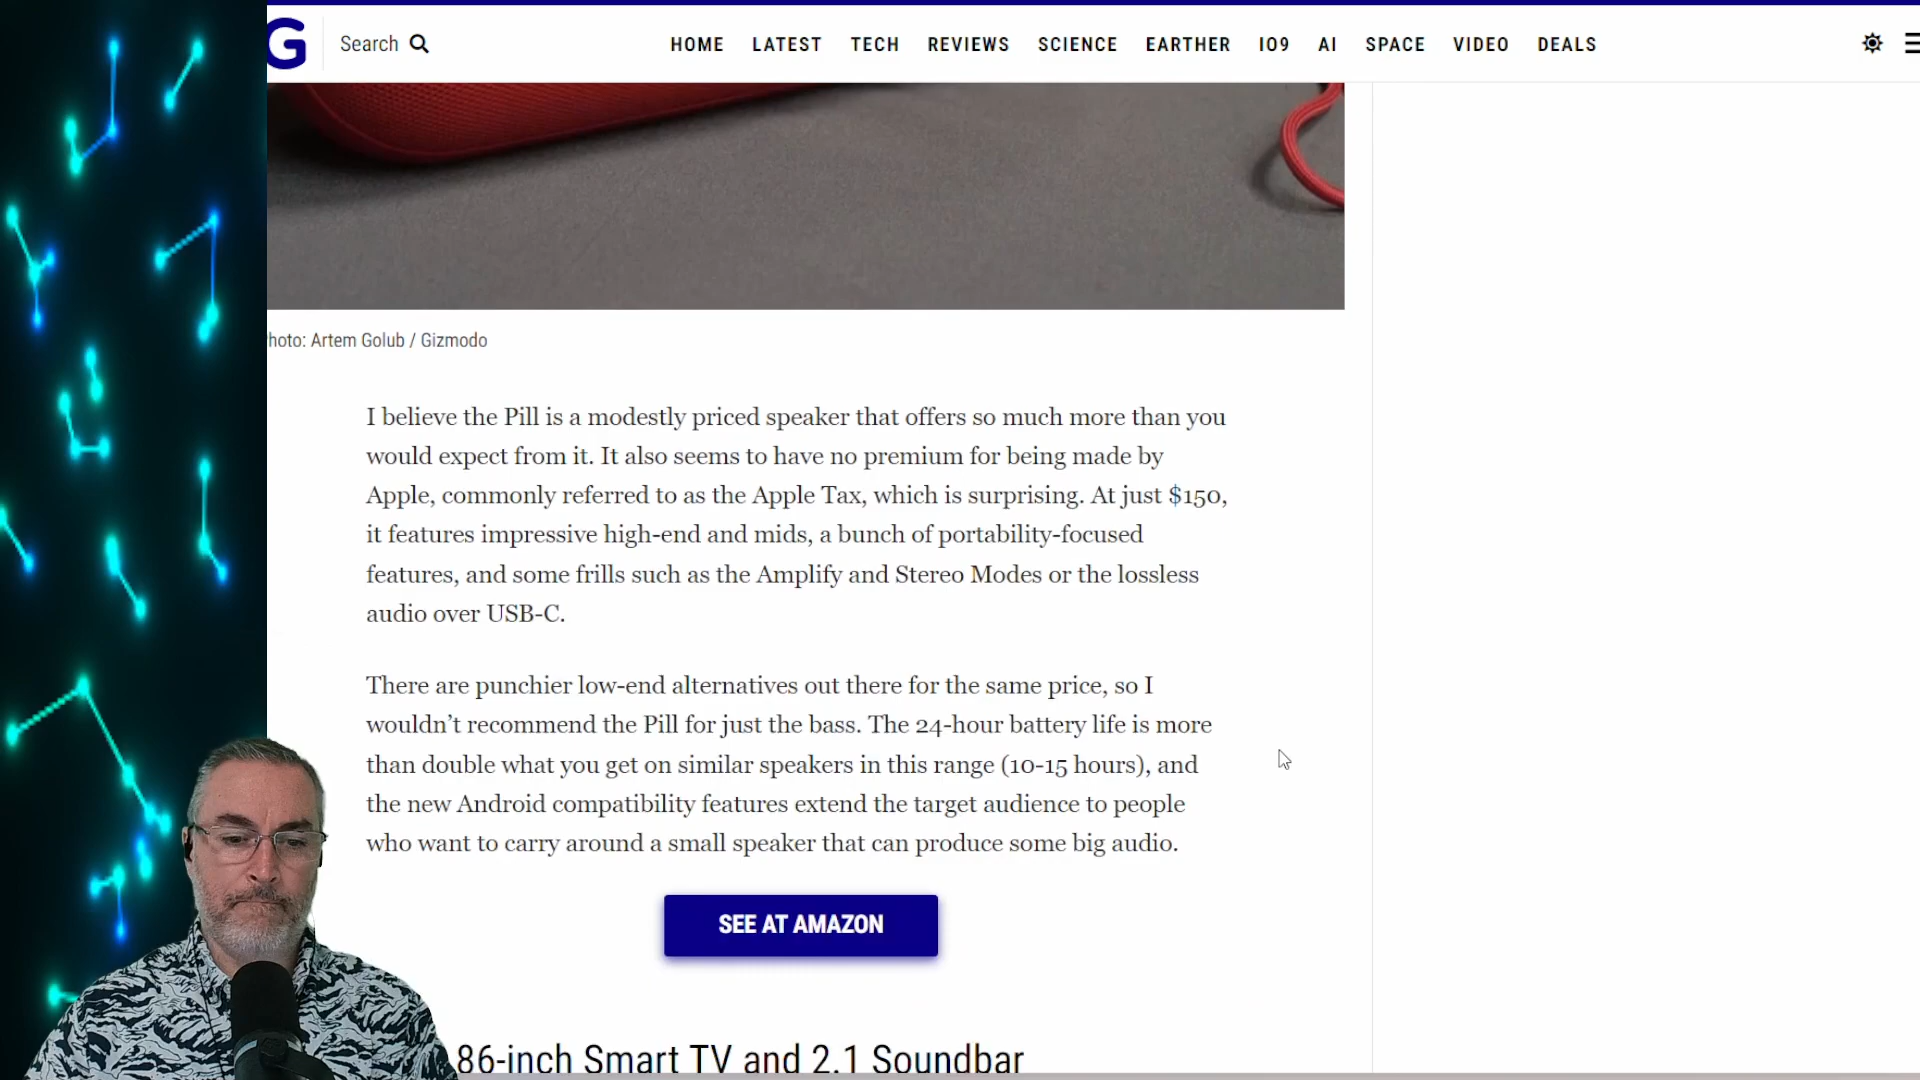 G
Search
HOME LATEST TECH REVIEWS SCIENCE EARTHER IO9 AI SPACE VIDEO DEALS
hoto: Artem Golub / Gizmodo
I believe the Pill is a modestly priced speaker that offers so much more than you
would expect from it. It also seems to have no premium for being made by
Apple, commonly referred to as the Apple Tax, which is surprising. At just $150,
it features impressive high-end and mids, a bunch of portability-focused
features, and some frills such as the Amplify and Stereo Modes or the lossless
audio over USB-C.
There are punchier low-end alternatives out there for the same price, so I
wouldn’t recommend the Pill for just the bass. The 24-hour battery life is more
than double what you get on similar speakers in this range (10-15 hours), and
the new Android compatibility features extend the target audience to people
who want to carry around a small speaker that can produce some big audio.
SEE AT AMAZON
86-inch Smart TV and 2.1 Soundbar